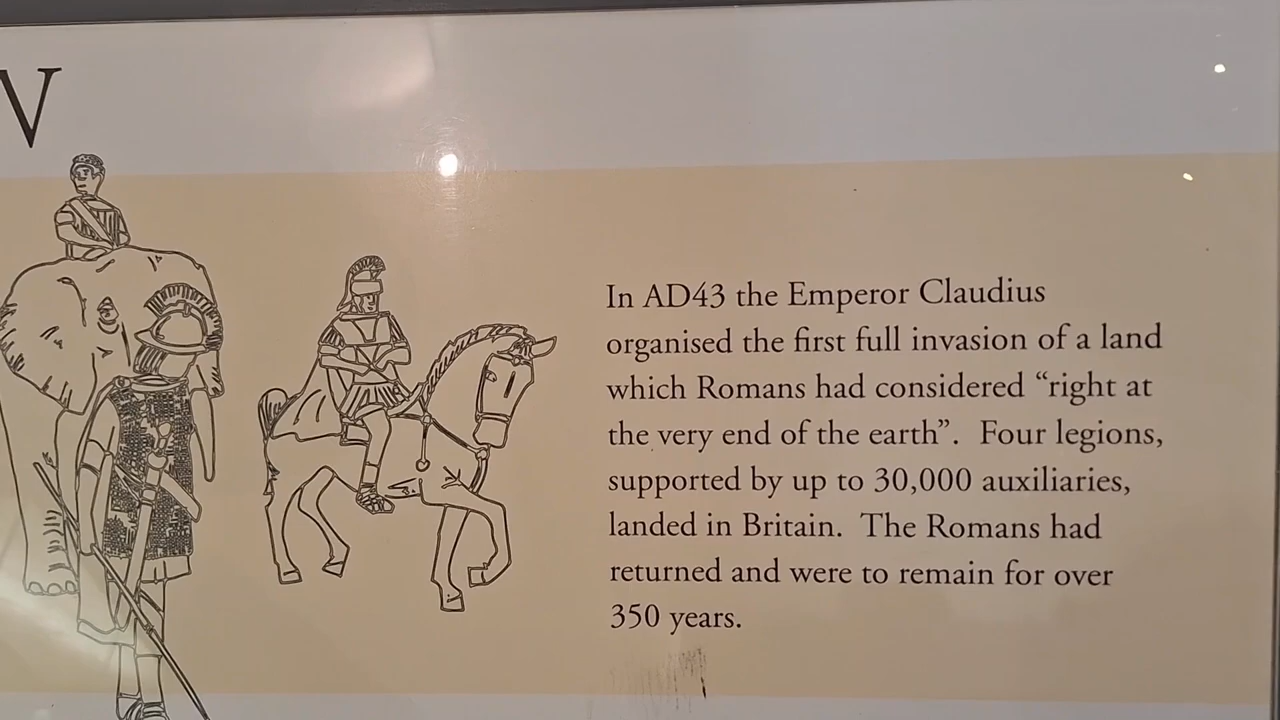 V
In AD43 the Emperor Claudius
organised the first full invasion of a land
which Romans had considered “right at
the very end of the earth”.  Four legions,
supported by up to 30,000 auxiliaries,
landed in Britain.  The Romans had
returned and were to remain for over
350 years.